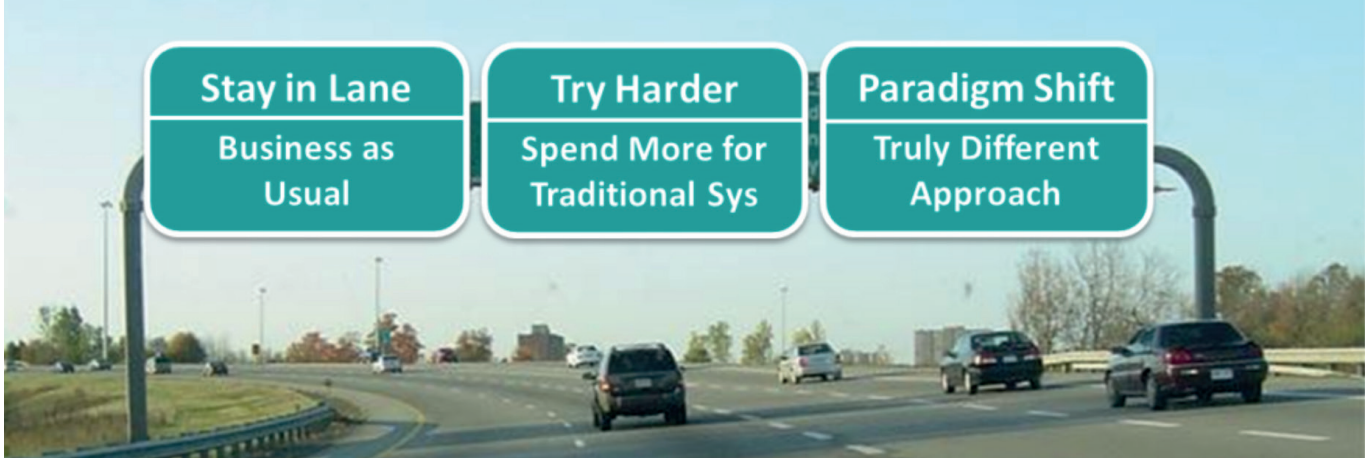 Stay in Lane
Business as
Usual
Try Harder
Spend More for
Traditional Sys
Paradigm Shift
Truly Different
Approach